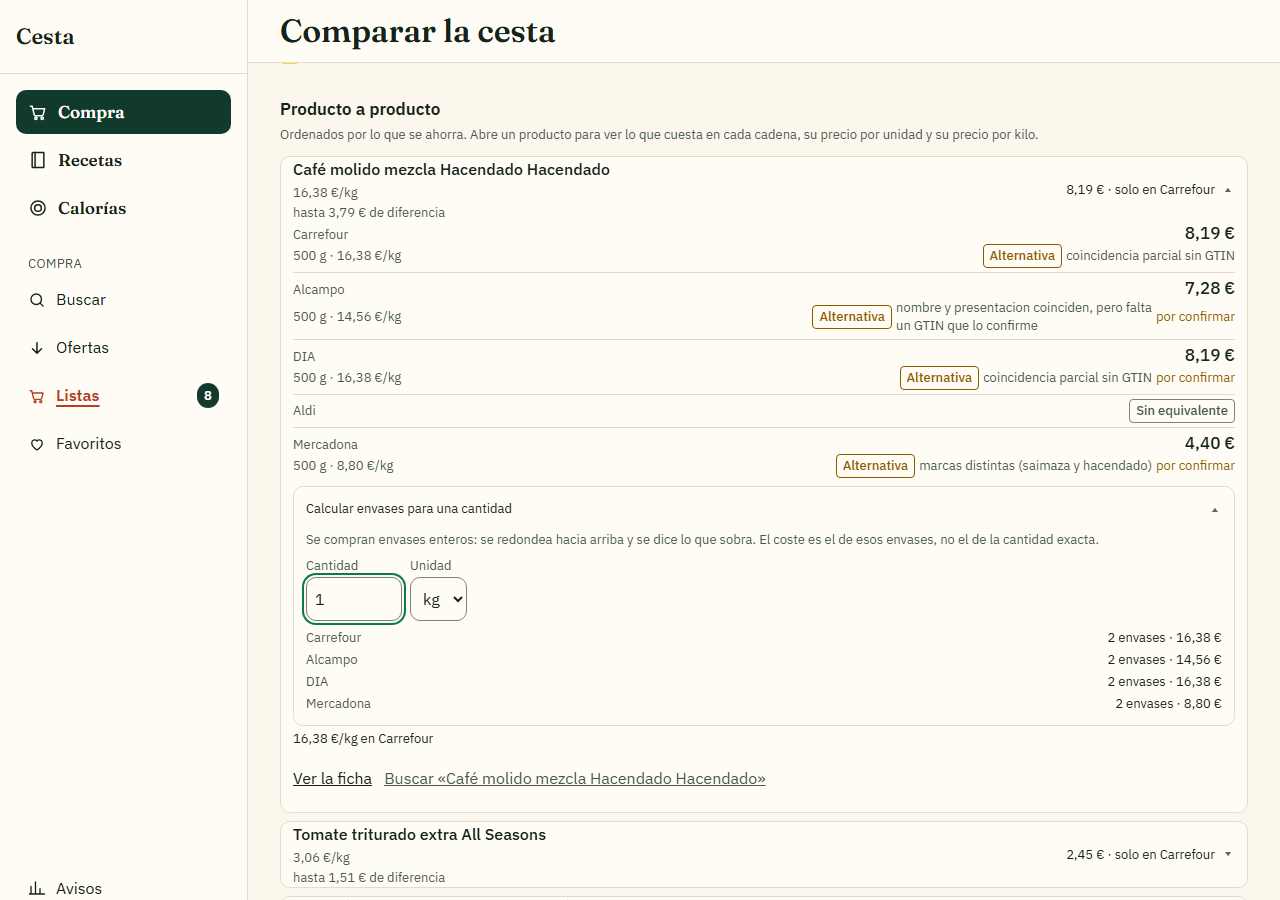 Cesta
Comparar la cesta
Compra
Recetas
Calorías
COMPRA
Buscar
Ofertas
Listas
8
Favoritos
Avisos
Producto a producto
Ordenados por lo que se ahorra. Abre un producto para ver lo que cuesta en cada cadena, su precio por unidad y su precio por kilo.
Café molido mezcla Hacendado Hacendado
16,38 €/kg
hasta 3,79 € de diferencia
8,19 € · solo en Carrefour
Carrefour
8,19 €
500 g · 16,38 €/kg
Alternativa coincidencia parcial sin GTIN
Alcampo
7,28 €
500 g · 14,56 €/kg
Alternativa
nombre y presentacion coinciden, pero falta
un GTIN que lo confirme
por confirmar
DIA
8,19 €
500 g · 16,38 €/kg
Alternativa coincidencia parcial sin GTIN por confirmar
Aldi
Sin equivalente
Mercadona
4,40 €
500 g · 8,80 €/kg
Alternativa marcas distintas (saimaza y hacendado) por confirmar
Calcular envases para una cantidad
Se compran envases enteros: se redondea hacia arriba y se dice lo que sobra. El coste es el de esos envases, no el de la cantidad exacta.
Cantidad Unidad
1 kg
Carrefour 2 envases · 16,38 €
Alcampo 2 envases · 14,56 €
DIA 2 envases · 16,38 €
Mercadona 2 envases · 8,80 €
16,38 €/kg en Carrefour
Ver la ficha Buscar «Café molido mezcla Hacendado Hacendado»
Tomate triturado extra All Seasons
3,06 €/kg
hasta 1,51 € de diferencia
2,45 € · solo en Carrefour